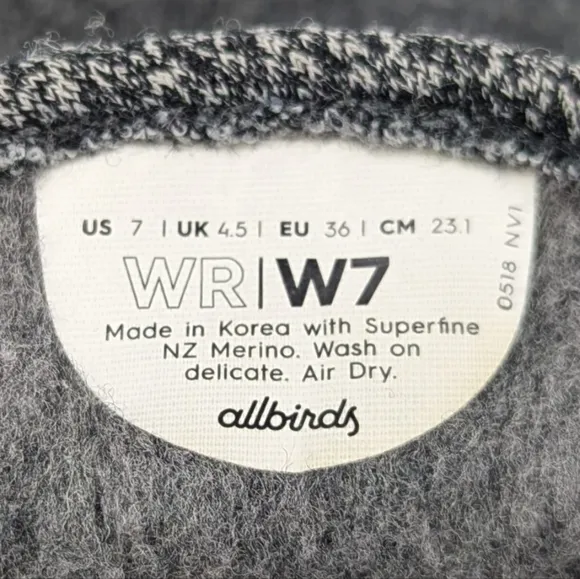 US 7 | UK 4.5 | EU 36 | CM 23.1
WR|W7
Made in Korea with Superfine
NZ Merino. Wash on
delicate. Air Dry.
allbirds
0518 NVI